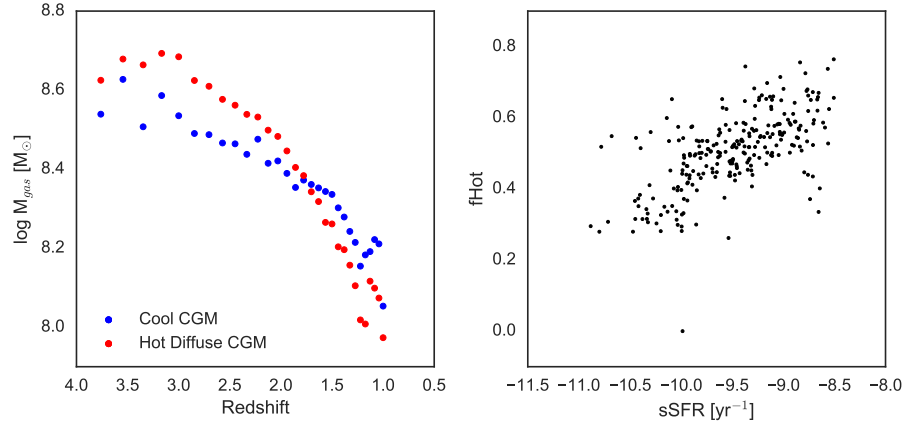 8.8
8.6
8.4
8.2
8.0
log M_gas [M_⊙]
4.0 3.5 3.0 2.5 2.0 1.5 1.0 0.5
Redshift
Cool CGM
Hot Diffuse CGM
0.8
0.6
0.4
0.2
0.0
fHot
−11.5 −11.0 −10.5 −10.0 −9.5 −9.0 −8.5 −8.0
sSFR [yr⁻¹]